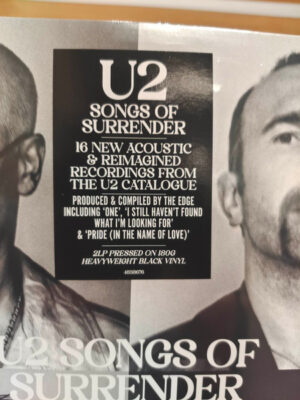 U2
SONGS OF
SURRENDER
16 NEW ACOUSTIC
& REIMAGINED
RECORDINGS FROM
THE U2 CATALOGUE
PRODUCED & COMPILED BY THE EDGE
INCLUDING ‘ONE’, ‘I STILL HAVEN’T FOUND
WHAT I’M LOOKING FOR’
& ‘PRIDE (IN THE NAME OF LOVE)’
2LP PRESSED ON 180G
HEAVYWEIGHT BLACK VINYL
4859676
U2 SONGS OF
SURRENDER